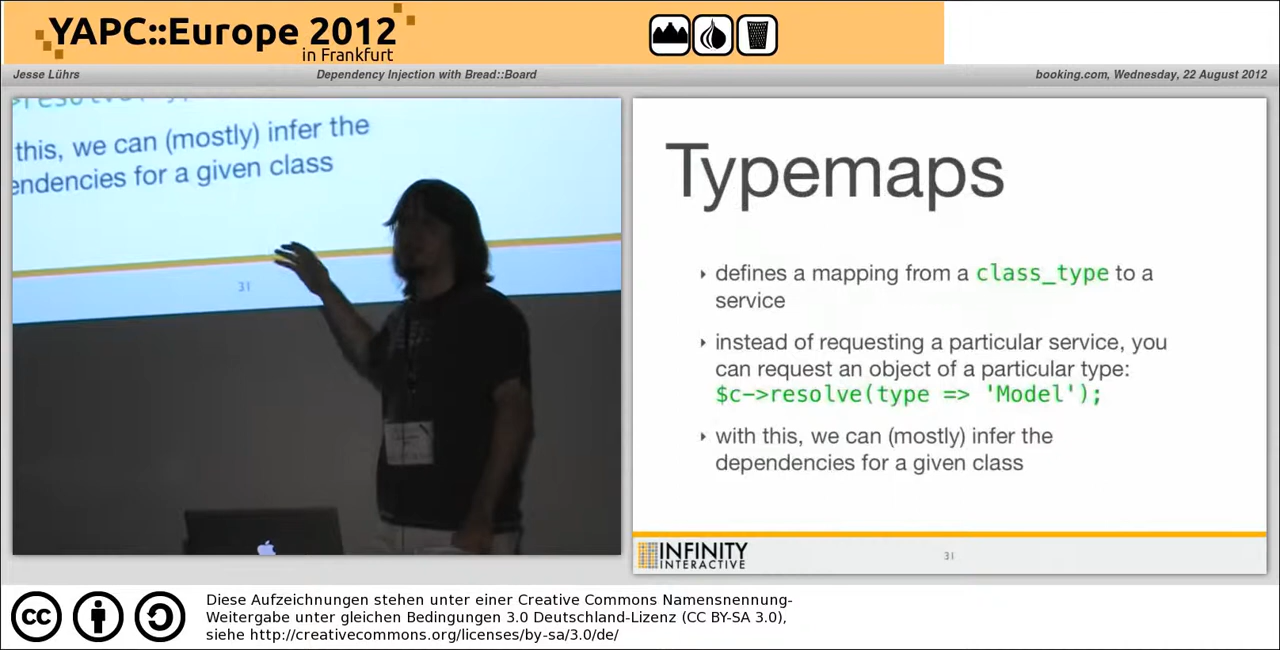 YAPC::Europe 2012
in Frankfurt
Jesse Lührs
Dependency Injection with Bread::Board
booking.com, Wednesday, 22 August 2012
this, we can (mostly) infer the
endencies for a given class
31
Typemaps
defines a mapping from a class_type to a
service
instead of requesting a particular service, you
can request an object of a particular type:
$c->resolve(type => 'Model');
with this, we can (mostly) infer the
dependencies for a given class
INFINITY
INTERACTIVE
31
cc
Diese Aufzeichnungen stehen unter einer Creative Commons Namensnennung-
Weitergabe unter gleichen Bedingungen 3.0 Deutschland-Lizenz (CC BY-SA 3.0),
siehe http://creativecommons.org/licenses/by-sa/3.0/de/